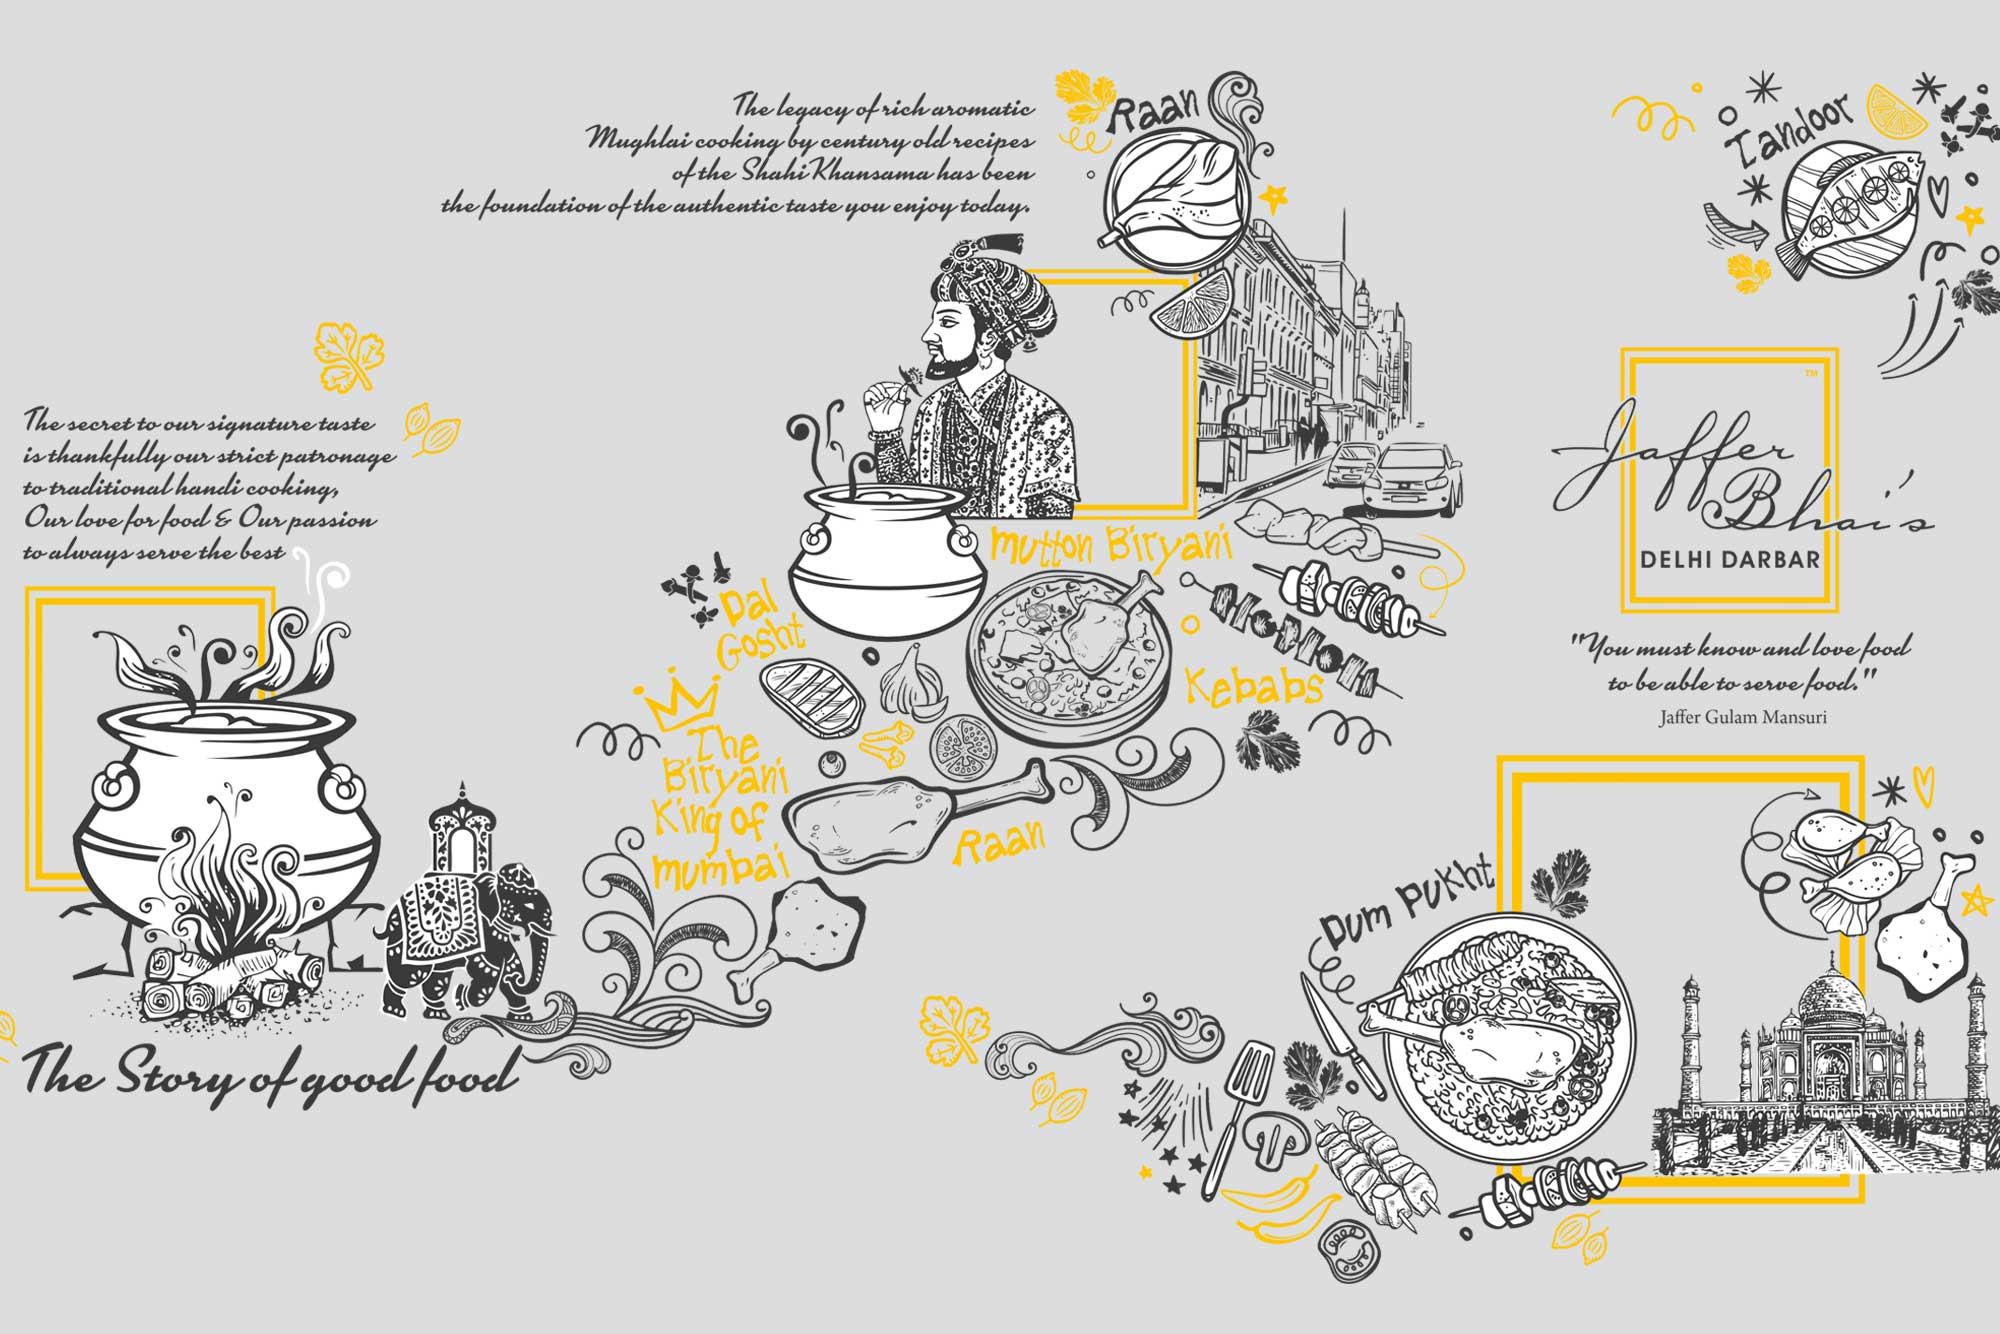 The legacy of rich aromatic
Mughlai cooking by century old recipes
of the Shahi Khansama has been
the foundation of the authentic taste you enjoy today.
Raan
Tandoor
The secret to our signature taste
is thankfully our strict patronage
to traditional handi cooking,
Our love for food & Our passion
to always serve the best
TM
Jaffer
Bhai's
DELHI DARBAR
"You must know and love food
to be able to serve food."
Jaffer Gulam Mansuri
Mutton Biryani
Dal
Gosht
Kebabs
The
Biryani
King of
Mumbai
Raan
Dum Pukht
The Story of good food